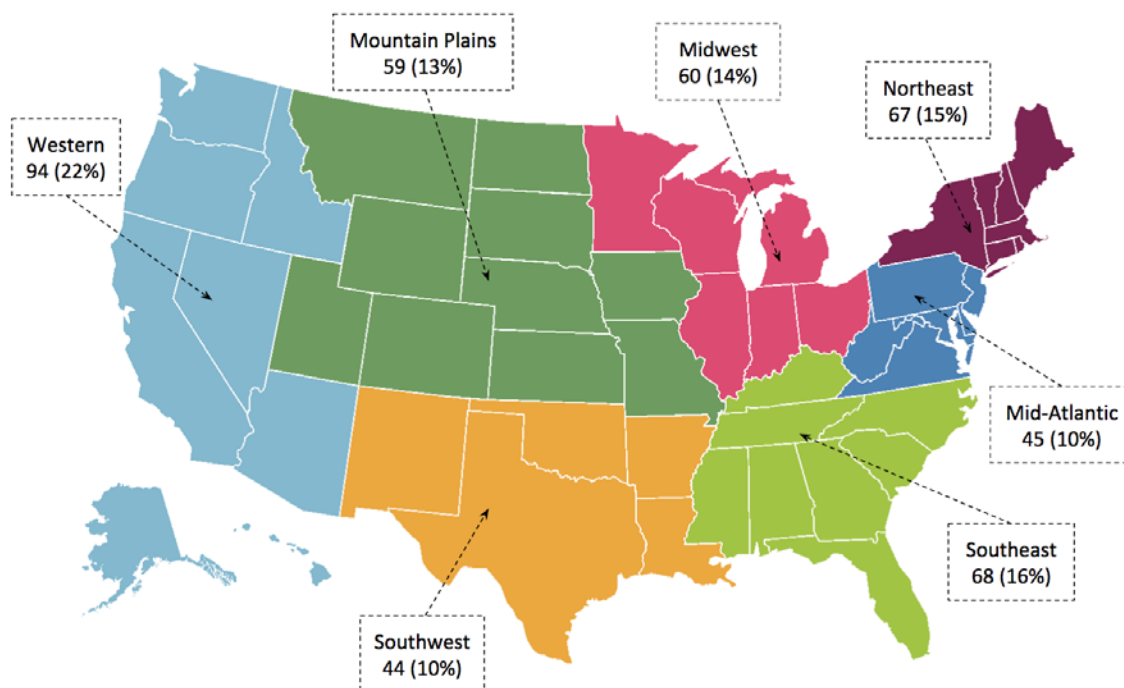 Mountain Plains
59 (13%)
Midwest
60 (14%)
Northeast
67 (15%)
Western
94 (22%)
Mid-Atlantic
45 (10%)
Southeast
68 (16%)
Southwest
44 (10%)